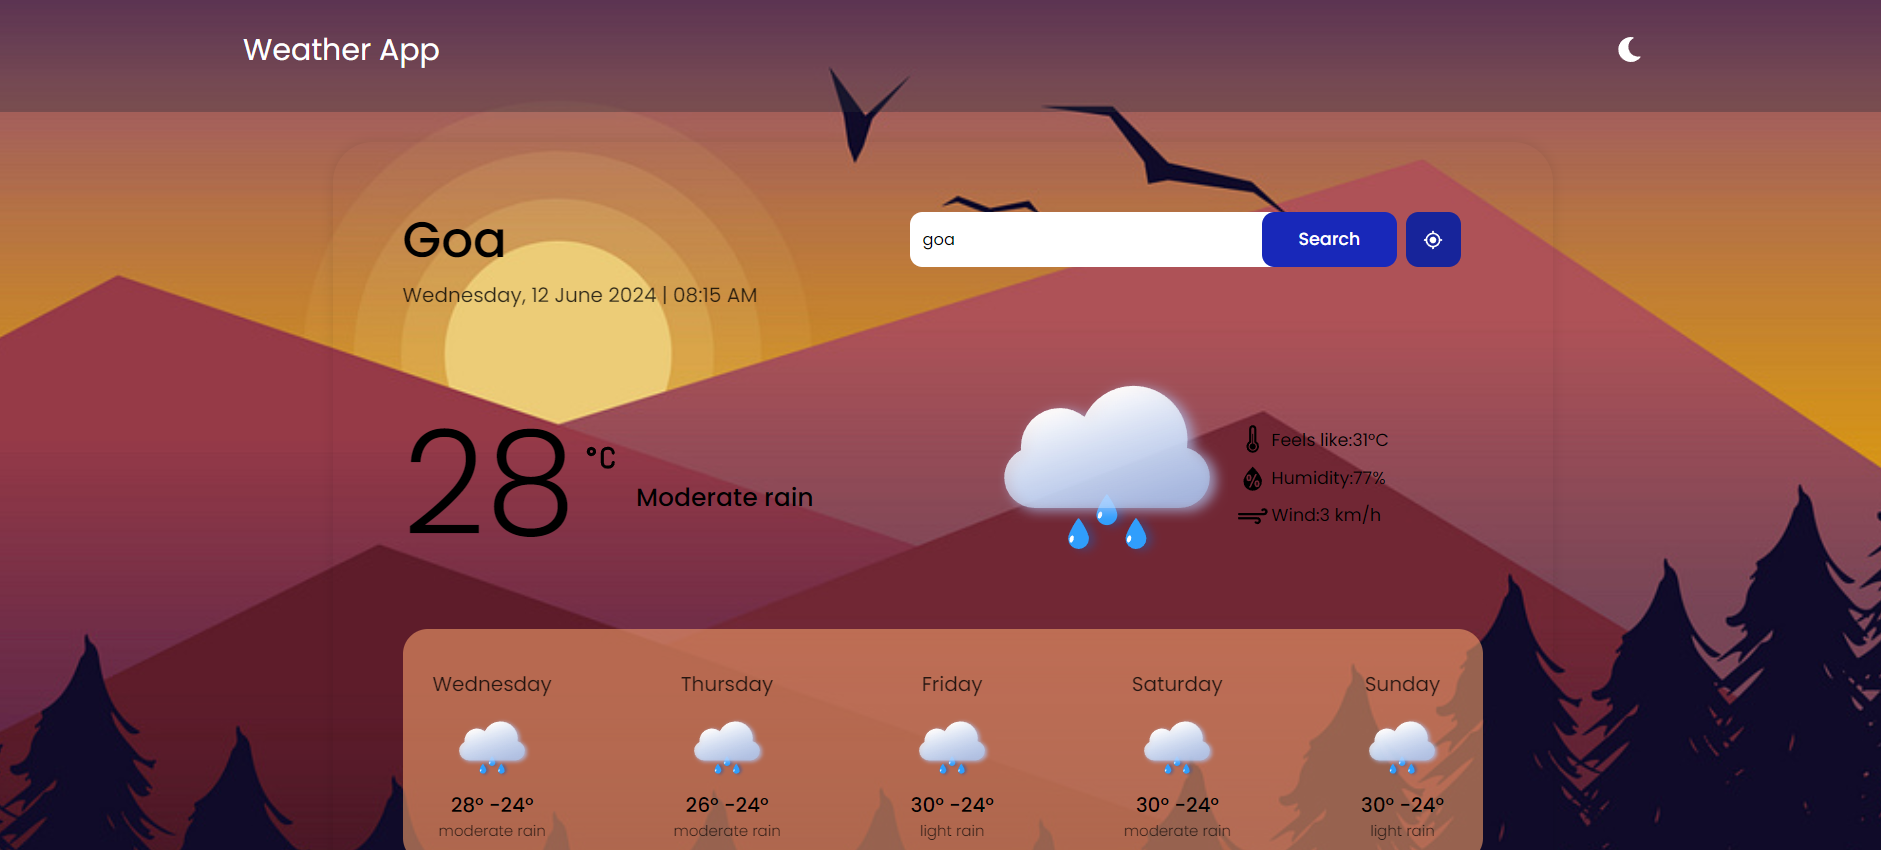 Weather App
Goa
goa
Search
Wednesday, 12 June 2024 | 08:15 AM
28 °C
Moderate rain
Feels like:31°C
%
Humidity:77%
Wind:3 km/h
Wednesday
Thursday
Friday
Saturday
Sunday
28° -24°
26° -24°
30° -24°
30° -24°
30° -24°
moderate rain
moderate rain
light rain
moderate rain
light rain